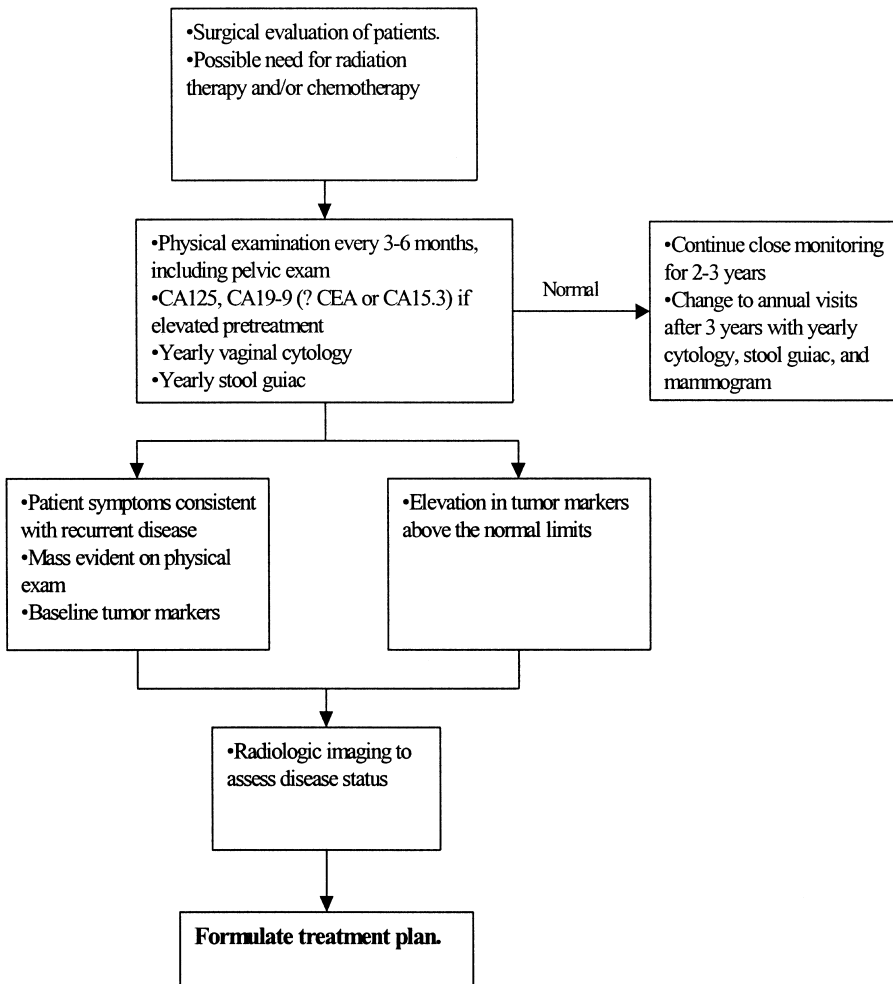 •Surgical evaluation of patients.
•Possible need for radiation
therapy and/or chemotherapy
•Physical examination every 3-6 months,
including pelvic exam
•CA125, CA19-9 (? CEA or CA15.3) if
elevated pretreatment
•Yearly vaginal cytology
•Yearly stool guiac
Normal
•Continue close monitoring
for 2-3 years
•Change to annual visits
after 3 years with yearly
cytology, stool guiac, and
mammogram
•Patient symptoms consistent
with recurrent disease
•Mass evident on physical
exam
•Baseline tumor markers
•Elevation in tumor markers
above the normal limits
•Radiologic imaging to
assess disease status
Formulate treatment plan.